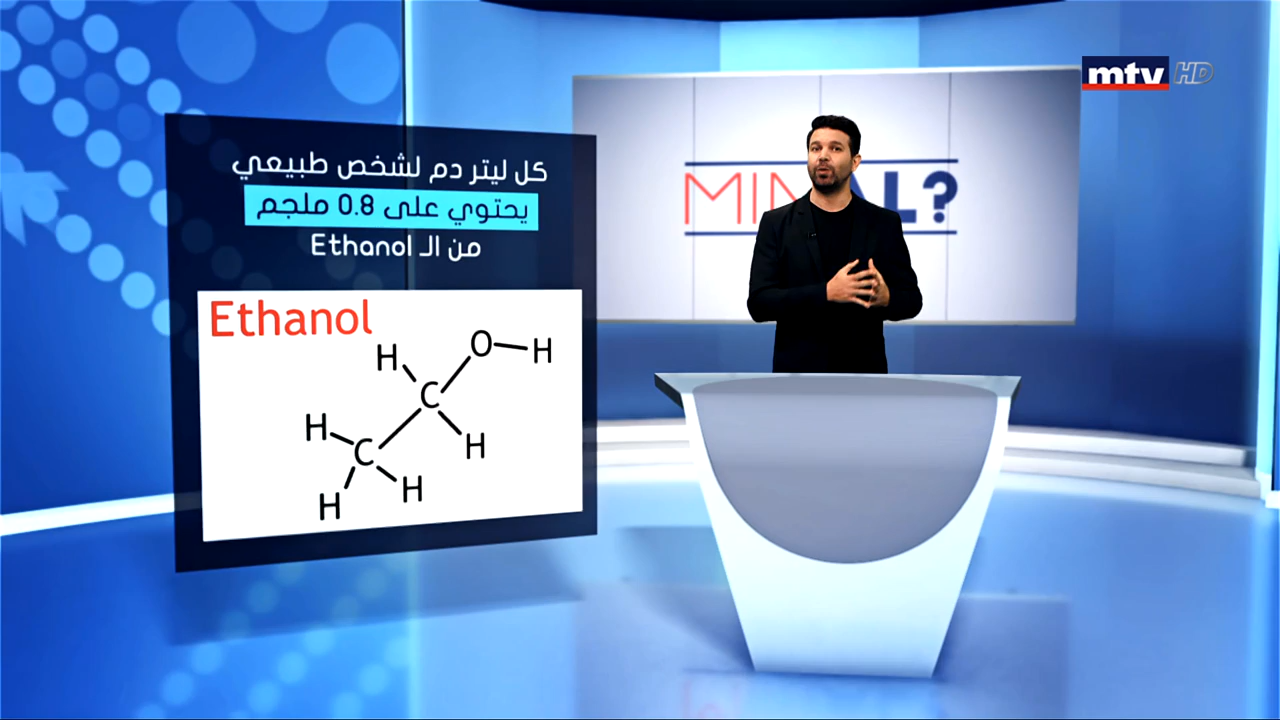 كل ليتر دم لشخص طبيعي
يحتوي على 0.8 ملجم
من الـ Ethanol
Ethanol
O H
H
C
H
H
C
H
H
mtv HD